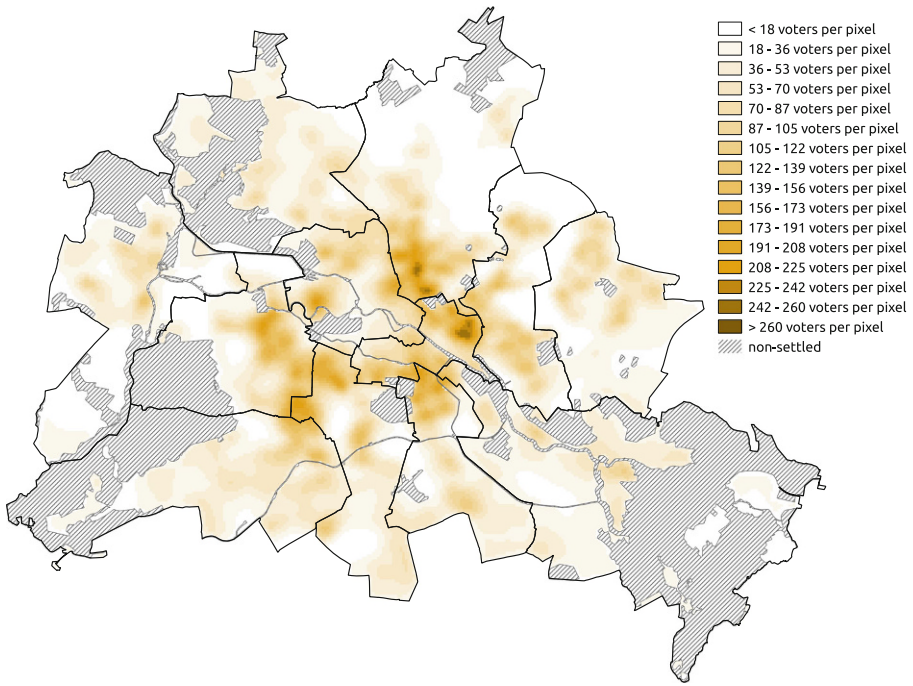 < 18 voters per pixel
18 - 36 voters per pixel
36 - 53 voters per pixel
53 - 70 voters per pixel
70 - 87 voters per pixel
87 - 105 voters per pixel
105 - 122 voters per pixel
122 - 139 voters per pixel
139 - 156 voters per pixel
156 - 173 voters per pixel
173 - 191 voters per pixel
191 - 208 voters per pixel
208 - 225 voters per pixel
225 - 242 voters per pixel
242 - 260 voters per pixel
> 260 voters per pixel
non-settled